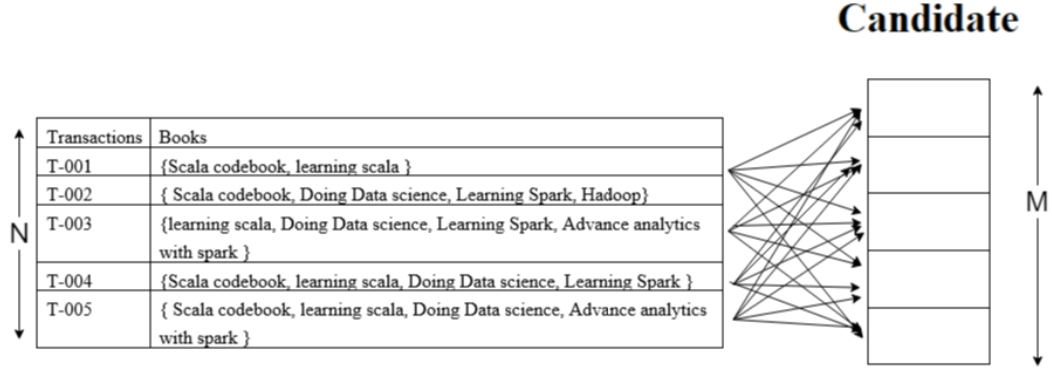 Candidate
Transactions Books
T-001 {Scala codebook, learning scala }
T-002 { Scala codebook, Doing Data science, Learning Spark, Hadoop}
T-003 {learning scala, Doing Data science, Learning Spark, Advance analytics
with spark }
T-004 {Scala codebook, learning scala, Doing Data science, Learning Spark }
T-005 { Scala codebook, learning scala, Doing Data science, Advance analytics
with spark }
N
M